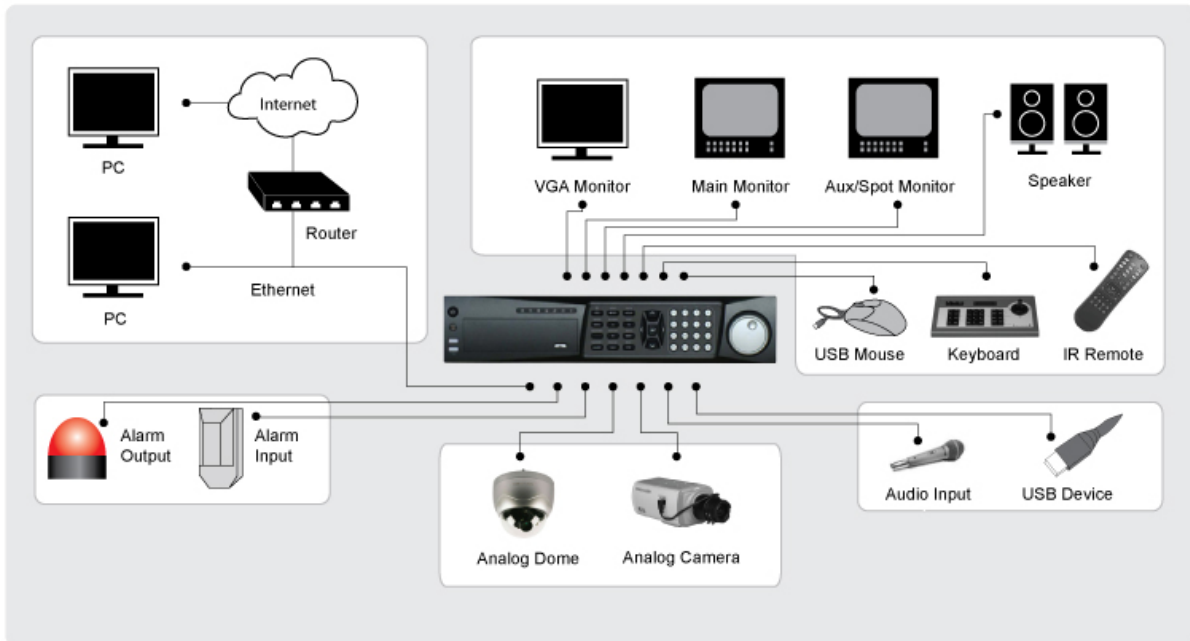 Internet
PC
Router
Ethernet
PC
VGA Monitor
Main Monitor
Aux/Spot Monitor
Speaker
USB Mouse
Keyboard
IR Remote
Alarm
Output
Alarm
Input
Analog Dome
Analog Camera
Audio Input
USB Device